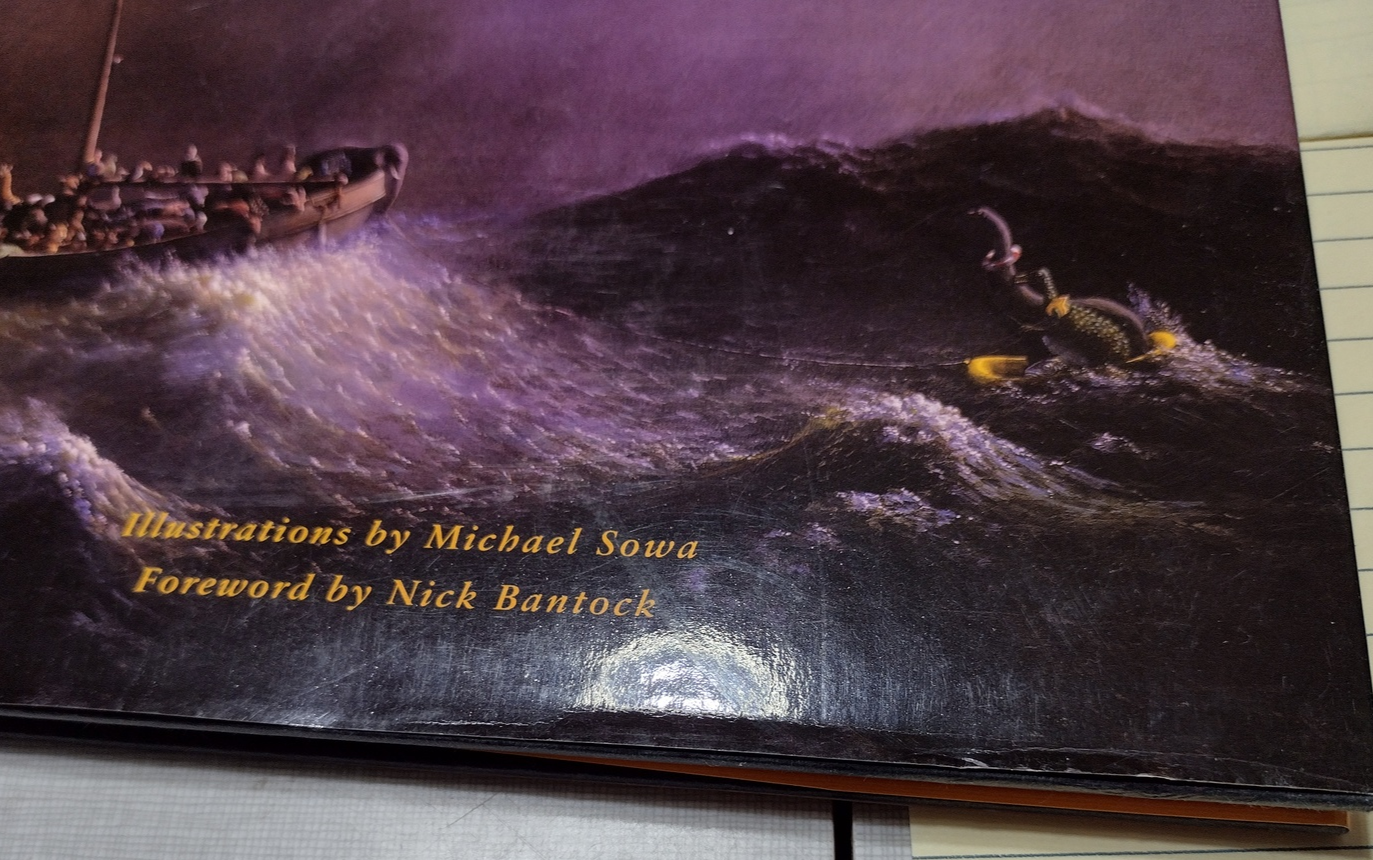 Illustrations by Michael Sowa
Foreword by Nick Bantock